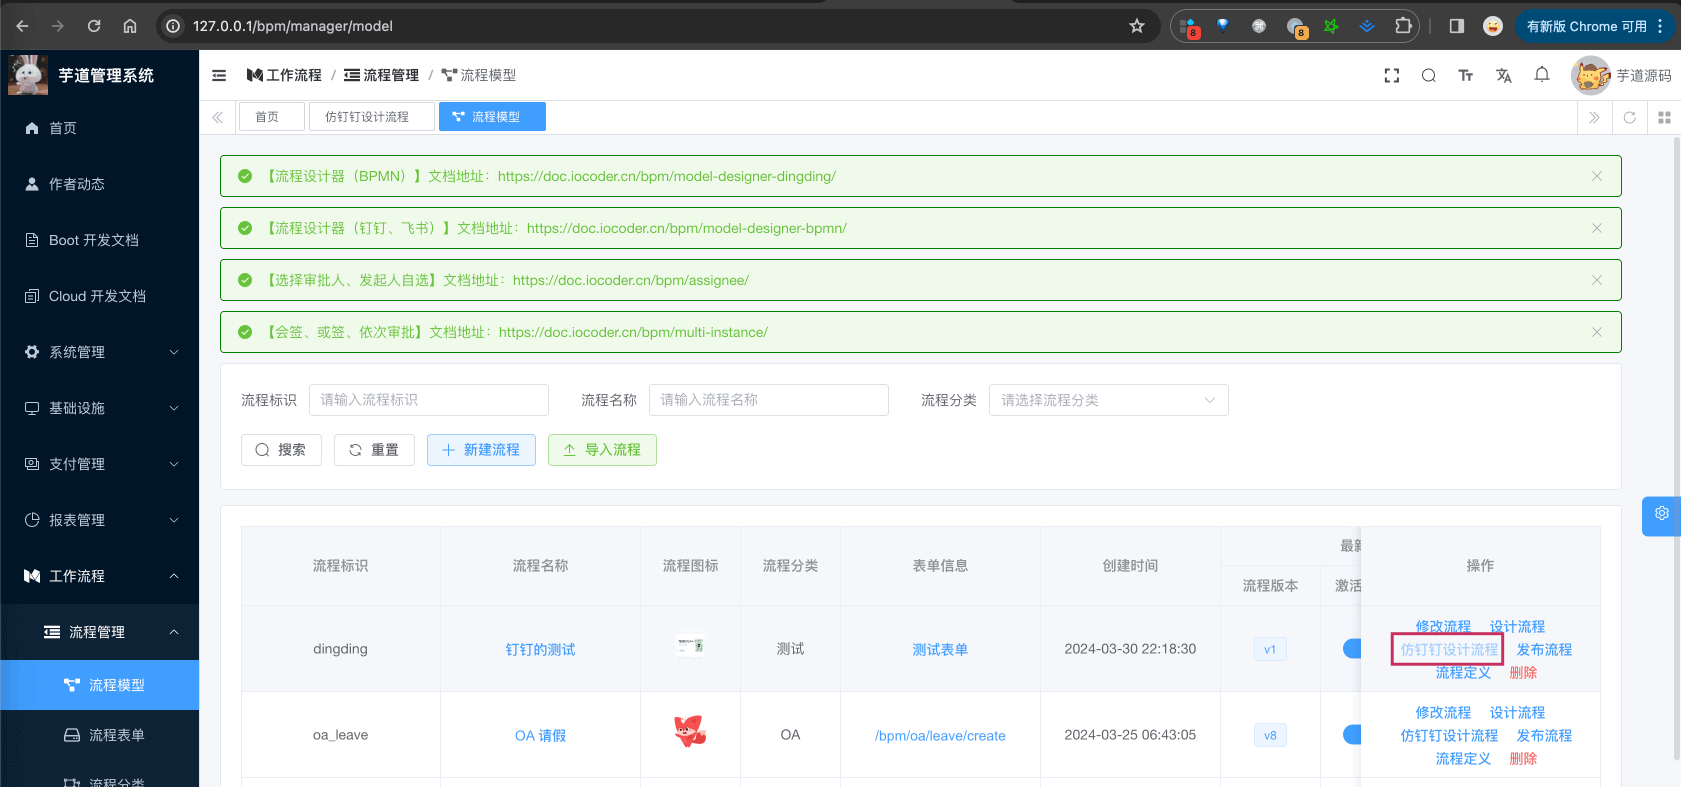 127.0.0.1/bpm/manager/model
8
8
有新版 Chrome 可用
芋道管理系统
工作流程 / 流程管理 / 流程模型
芋道源码
首页
仿钉钉设计流程
流程模型
首页
作者动态
Boot 开发文档
Cloud 开发文档
系统管理
基础设施
支付管理
报表管理
工作流程
流程管理
流程模型
流程表单
流程分类
【流程设计器（BPMN）】文档地址：https://doc.iocoder.cn/bpm/model-designer-dingding/
【流程设计器（钉钉、飞书）】文档地址：https://doc.iocoder.cn/bpm/model-designer-bpmn/
【选择审批人、发起人自选】文档地址：https://doc.iocoder.cn/bpm/assignee/
【会签、或签、依次审批】文档地址：https://doc.iocoder.cn/bpm/multi-instance/
流程标识 请输入流程标识
流程名称 请输入流程名称
流程分类 请选择流程分类
搜索 重置 新建流程 导入流程
流程标识 流程名称 流程图标 流程分类 表单信息 创建时间 最新 操作
流程版本 激活
dingding 钉钉的测试 测试 测试表单 2024-03-30 22:18:30 v1
修改流程 设计流程
仿钉钉设计流程 发布流程
流程定义 删除
oa_leave OA 请假 OA /bpm/oa/leave/create 2024-03-25 06:43:05 v8
修改流程 设计流程
仿钉钉设计流程 发布流程
流程定义 删除